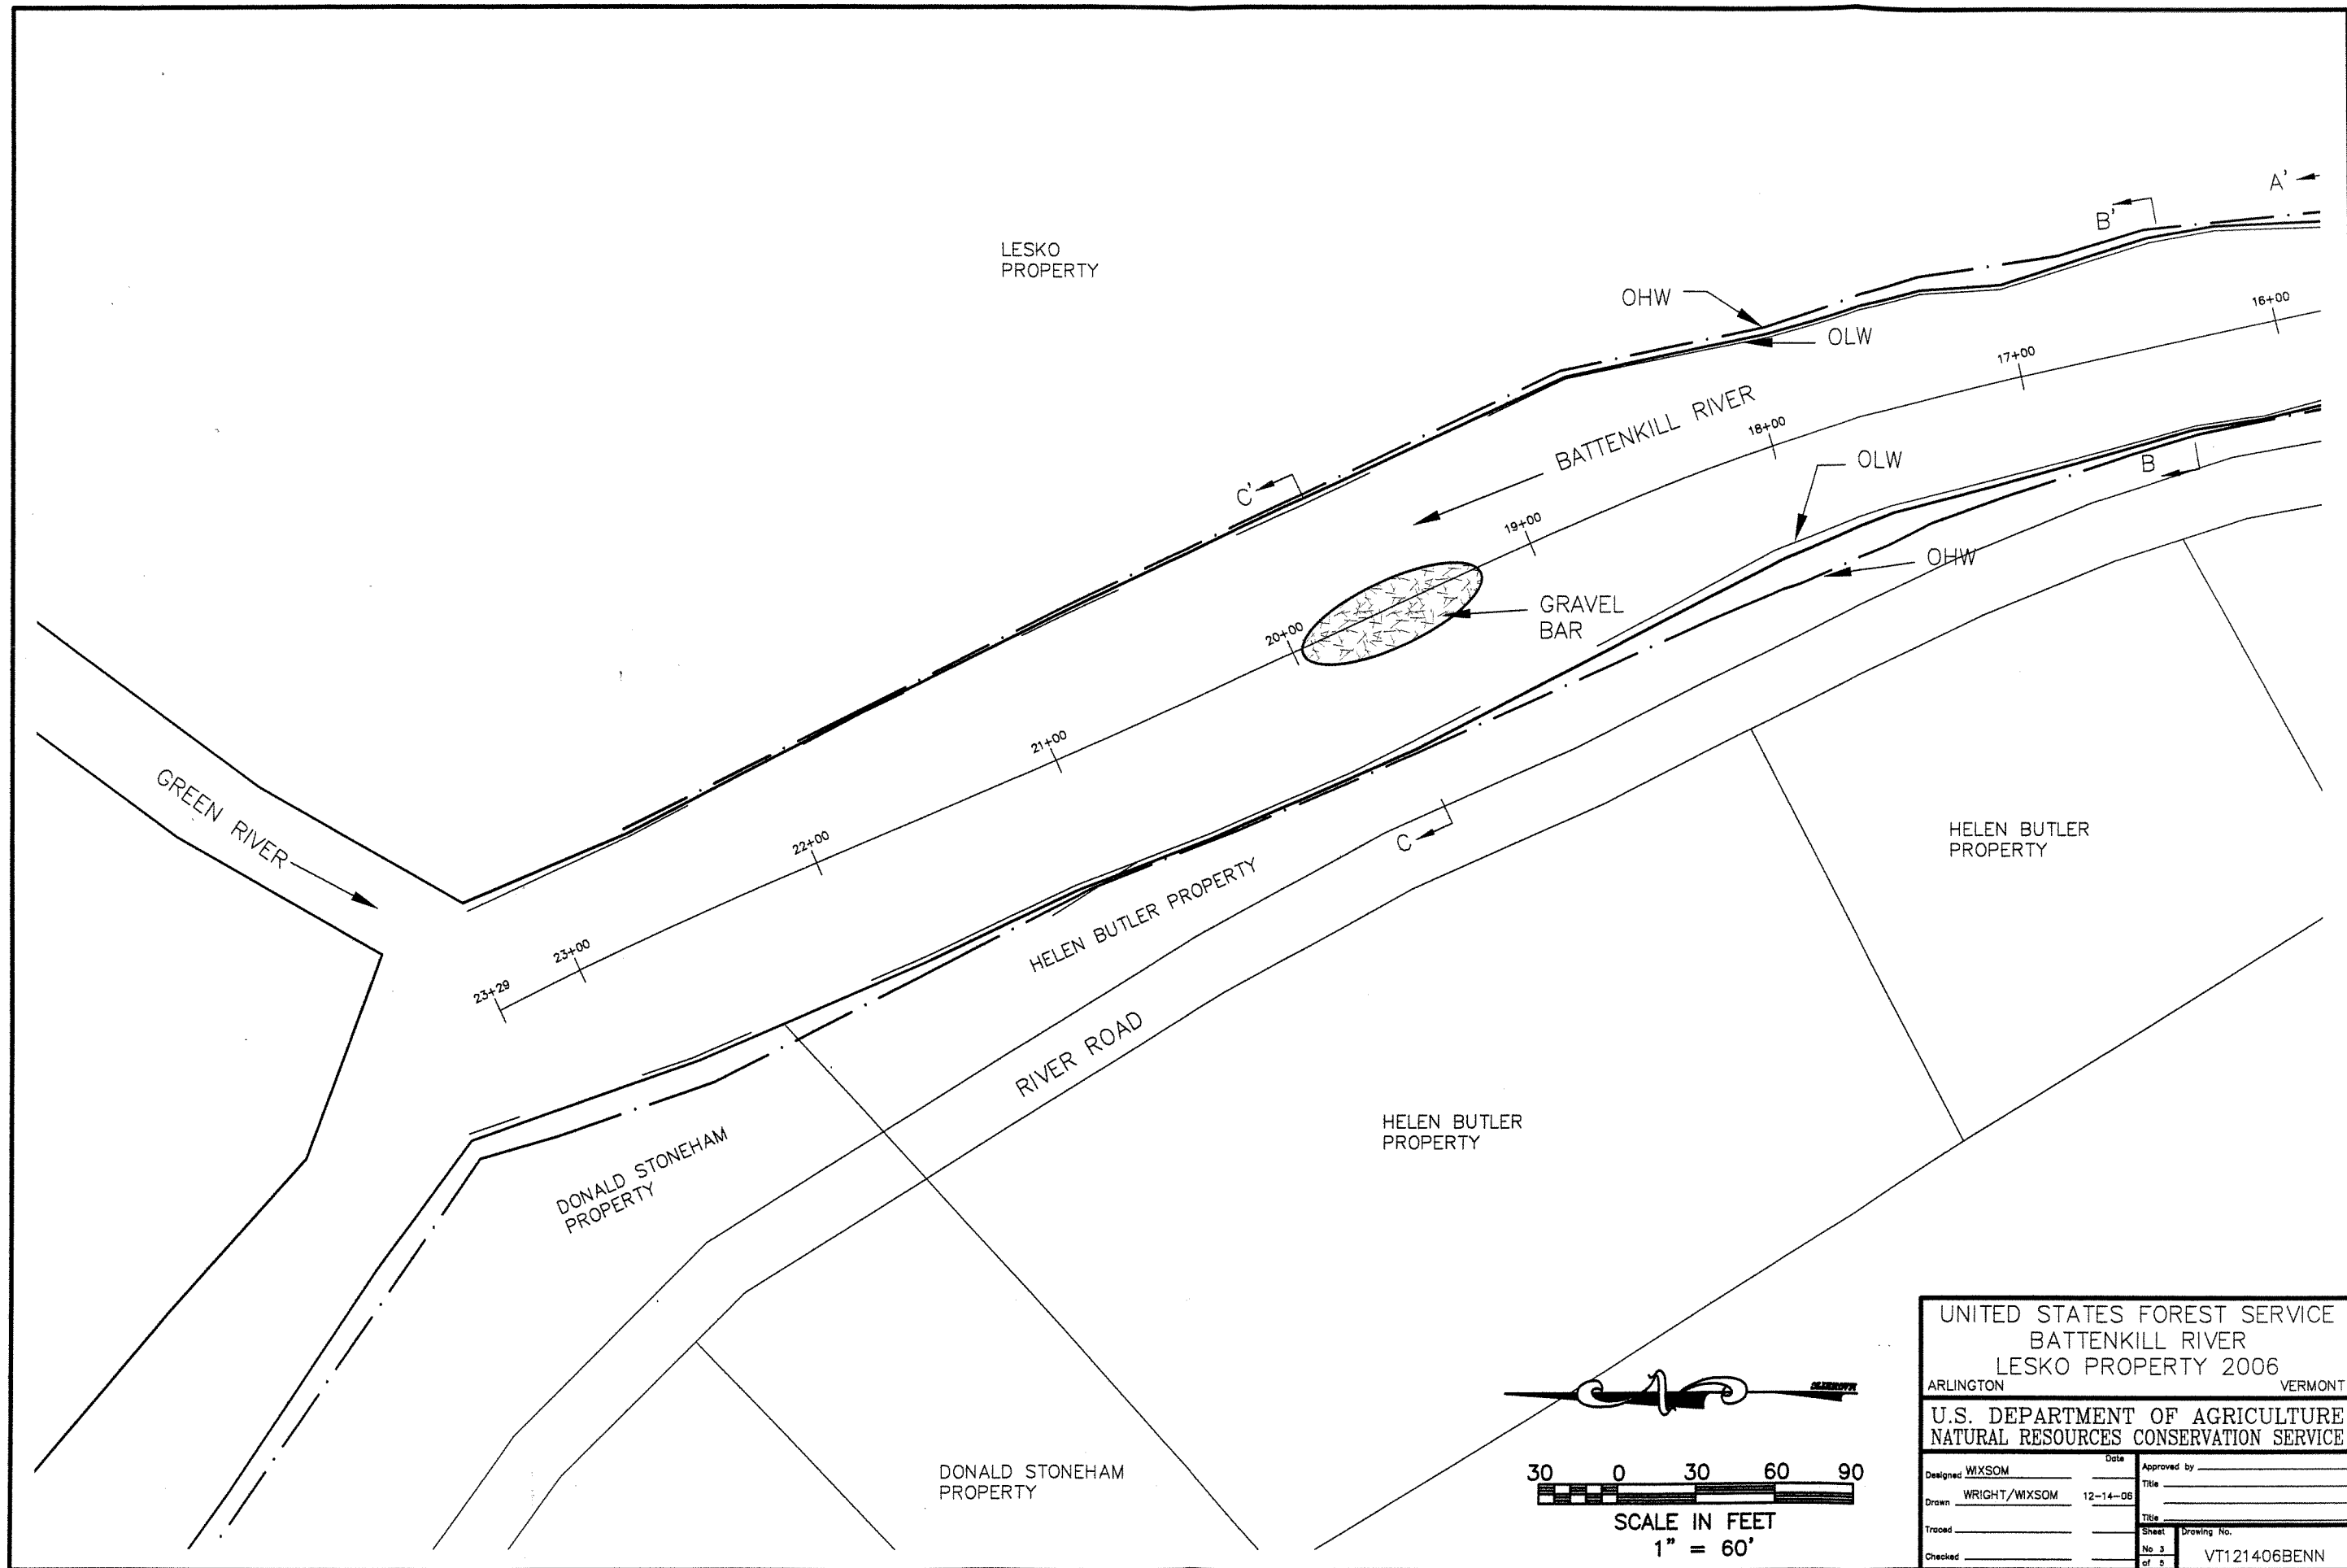 A'
B'
LESKO
PROPERTY
OHW
16+00
OLW
17+00
BATTENKILL RIVER
18+00
OLW
B
C'
19+00
OHW
GRAVEL
BAR
20+00
21+00
GREEN RIVER
22+00
C
HELEN BUTLER
PROPERTY
HELEN BUTLER PROPERTY
23+00
23+29
RIVER ROAD
HELEN BUTLER
PROPERTY
DONALD STONEHAM
PROPERTY
DONALD STONEHAM
PROPERTY
30 0 30 60 90
SCALE IN FEET
1" = 60'
UNITED STATES FOREST SERVICE
BATTENKILL RIVER
LESKO PROPERTY 2006
ARLINGTON VERMONT
U.S. DEPARTMENT OF AGRICULTURE
NATURAL RESOURCES CONSERVATION SERVICE
Date
Designed WIXSOM
Drawn WRIGHT/WIXSOM 12-14-06
Traced
Checked
Approved by
Title
Title
Sheet
No 3
of 5
Drawing No.
VT121406BENN